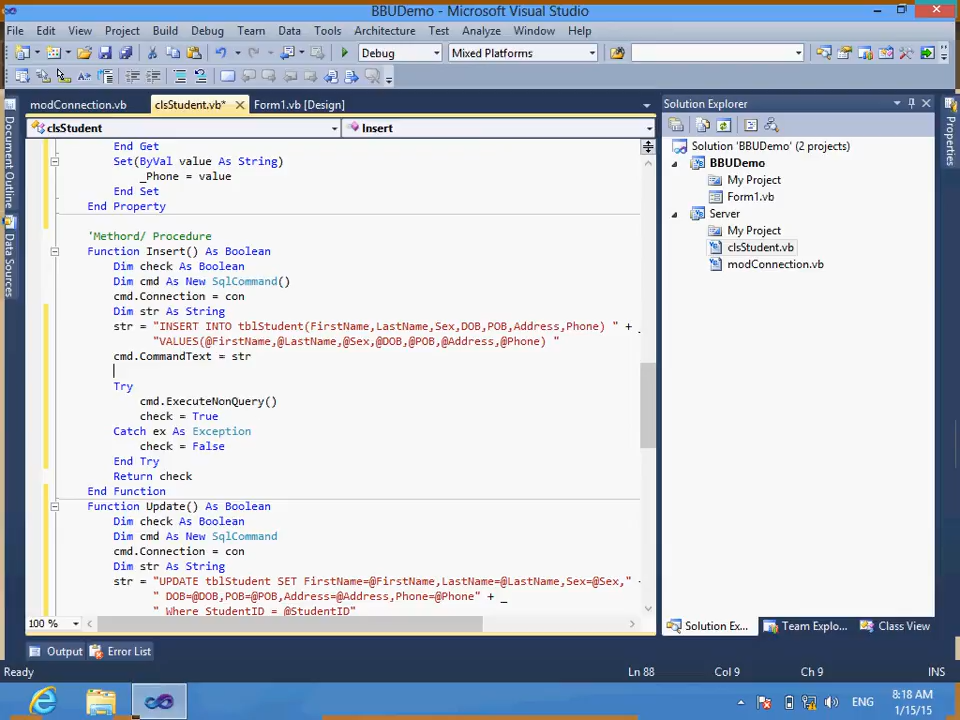 BBUDemo - Microsoft Visual Studio
File Edit View Project Build Debug Team Data Tools Architecture Test Analyze Window Help
Debug Mixed Platforms
modConnection.vb clsStudent.vb* Form1.vb [Design] Solution Explorer
clsStudent Insert
Document Outline
Data Sources
Properties
End Get
Set(ByVal value As String)
_Phone = value
End Set
End Property
'Methord/ Procedure
Function Insert() As Boolean
Dim check As Boolean
Dim cmd As New SqlCommand()
cmd.Connection = con
Dim str As String
str = "INSERT INTO tblStudent(FirstName,LastName,Sex,DOB,POB,Address,Phone) " + _
"VALUES(@FirstName,@LastName,@Sex,@DOB,@POB,@Address,@Phone) "
cmd.CommandText = str
Try
cmd.ExecuteNonQuery()
check = True
Catch ex As Exception
check = False
End Try
Return check
End Function
Function Update() As Boolean
Dim check As Boolean
Dim cmd As New SqlCommand
cmd.Connection = con
Dim str As String
str = "UPDATE tblStudent SET FirstName=@FirstName,LastName=@LastName,Sex=@Sex," +
" DOB=@DOB,POB=@POB,Address=@Address,Phone=@Phone" + _
" Where StudentID = @StudentID"
100 %
Solution 'BBUDemo' (2 projects)
BBUDemo
My Project
Form1.vb
Server
My Project
clsStudent.vb
modConnection.vb
Solution Ex... Team Explo... Class View
Output Error List
Ready Ln 88 Col 9 Ch 9 INS
ENG 8:18 AM
1/15/15